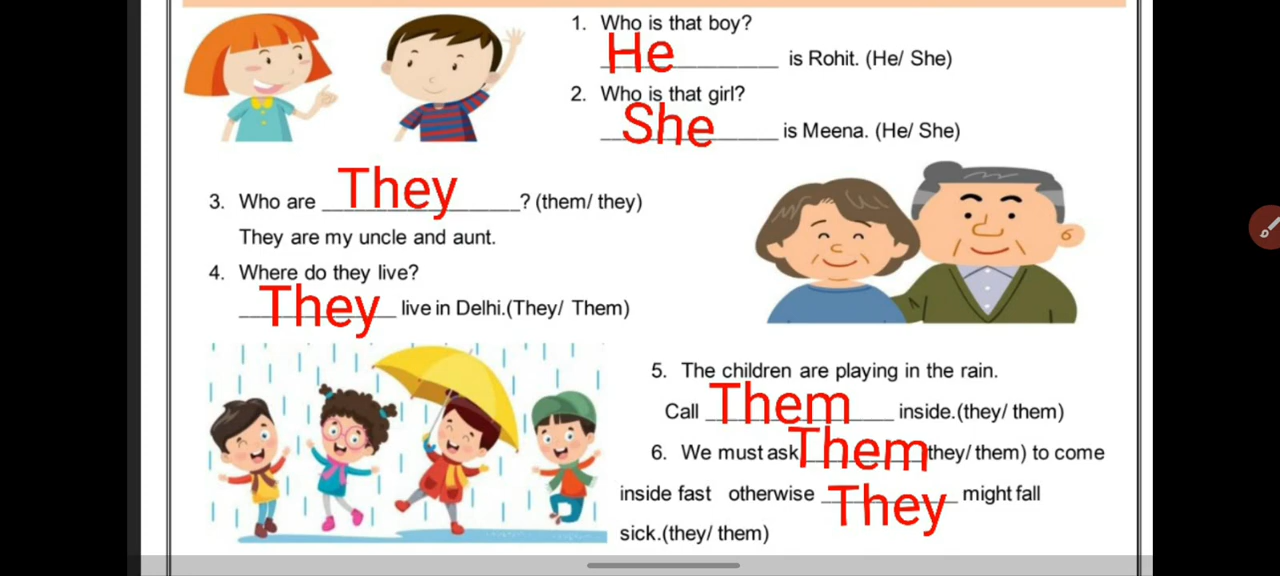 1. Who is that boy?
He is Rohit. (He/ She)
2. Who is that girl?
She is Meena. (He/ She)
3. Who are They ? (them/ they)
They are my uncle and aunt.
4. Where do they live?
They live in Delhi.(They/ Them)
5. The children are playing in the rain.
Call Them inside.(they/ them)
6. We must ask Them they/ them) to come
inside fast otherwise They might fall
sick.(they/ them)